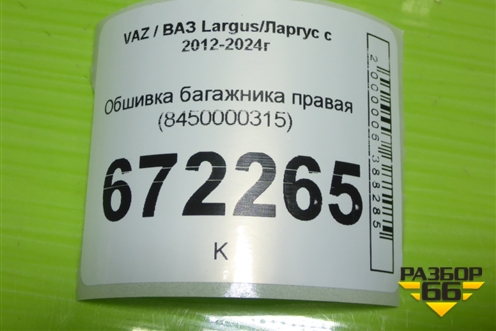 VAZ / ВАЗ Largus/Ларгус с
2012-2024г
Обшивка багажника правая
(8450000315)
672265
К
2000006388285
РАЗБОР
66